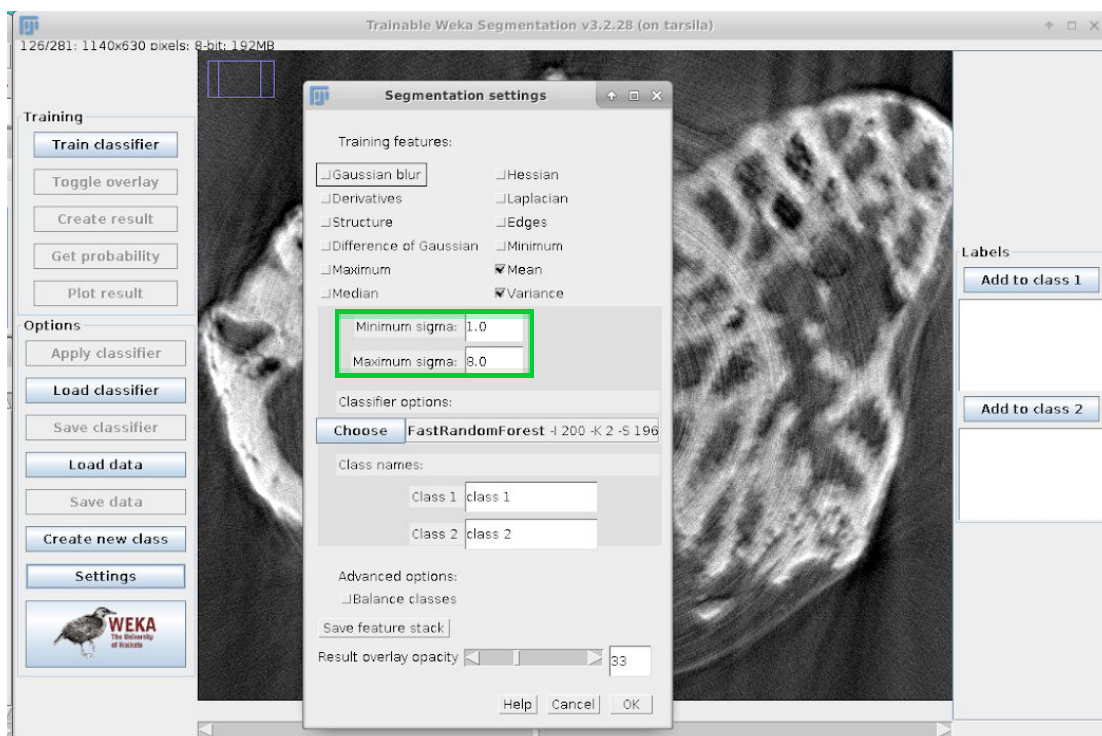 Trainable Weka Segmentation v3.2.28 (on tarsila)
126/281; 1140x630 pixels; 8-bit; 192MB
Training
Train classifier
Toggle overlay
Create result
Get probability
Plot result
Options
Apply classifier
Load classifier
Save classifier
Load data
Save data
Create new class
Settings
WEKA
The University
of Waikato
Segmentation settings
Training features:
Gaussian blur Hessian
Derivatives Laplacian
Structure Edges
Difference of Gaussian Minimum
Maximum Mean
Median Variance
Minimum sigma: 1.0
Maximum sigma: 8.0
Classifier options:
Choose FastRandomForest -I 200 -K 2 -S 196
Class names:
Class 1 class 1
Class 2 class 2
Advanced options:
Balance classes
Save feature stack
Result overlay opacity 33
Help Cancel OK
Labels
Add to class 1
Add to class 2